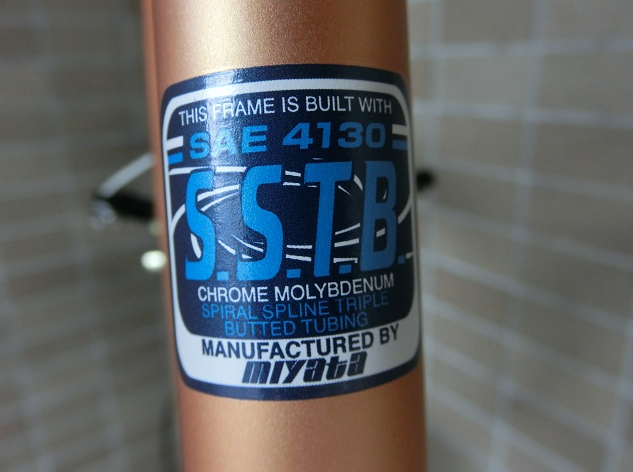 THIS FRAME IS BUILT WITH
SAE 4130
S.S.T.B.
CHROME MOLYBDENUM
SPIRAL SPLINE TRIPLE
BUTTED TUBING
MANUFACTURED BY
miyata